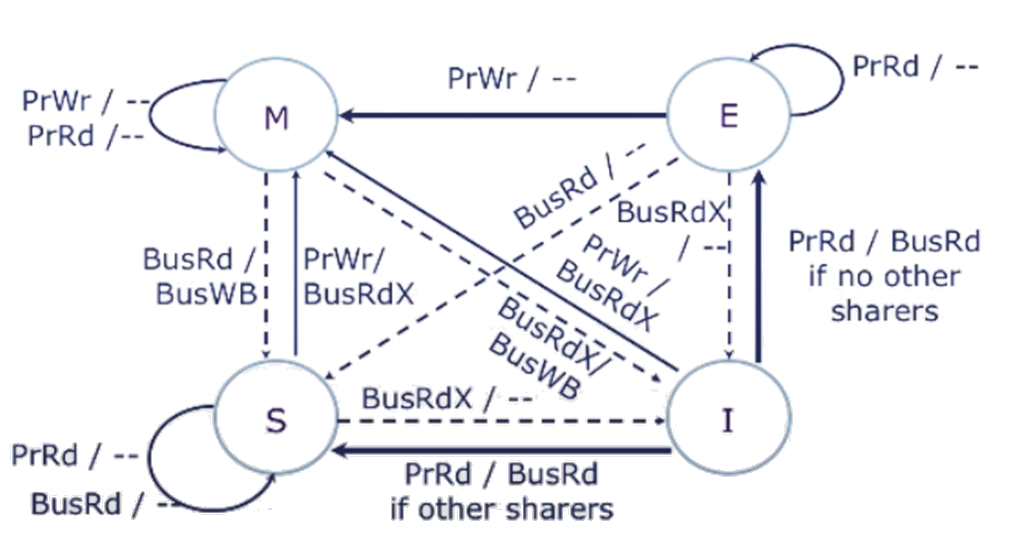 PrWr / --
PrRd / --
PrWr / --
PrRd /--
M
E
BusRd / --
BusRdX
/ --
PrWr /
BusRdX
PrRd / BusRd
if no other
sharers
BusRd /
BusWB
PrWr/
BusRdX
BusRdX/
BusWB
BusRdX / --
S
I
PrRd / --
BusRd / --
PrRd / BusRd
if other sharers